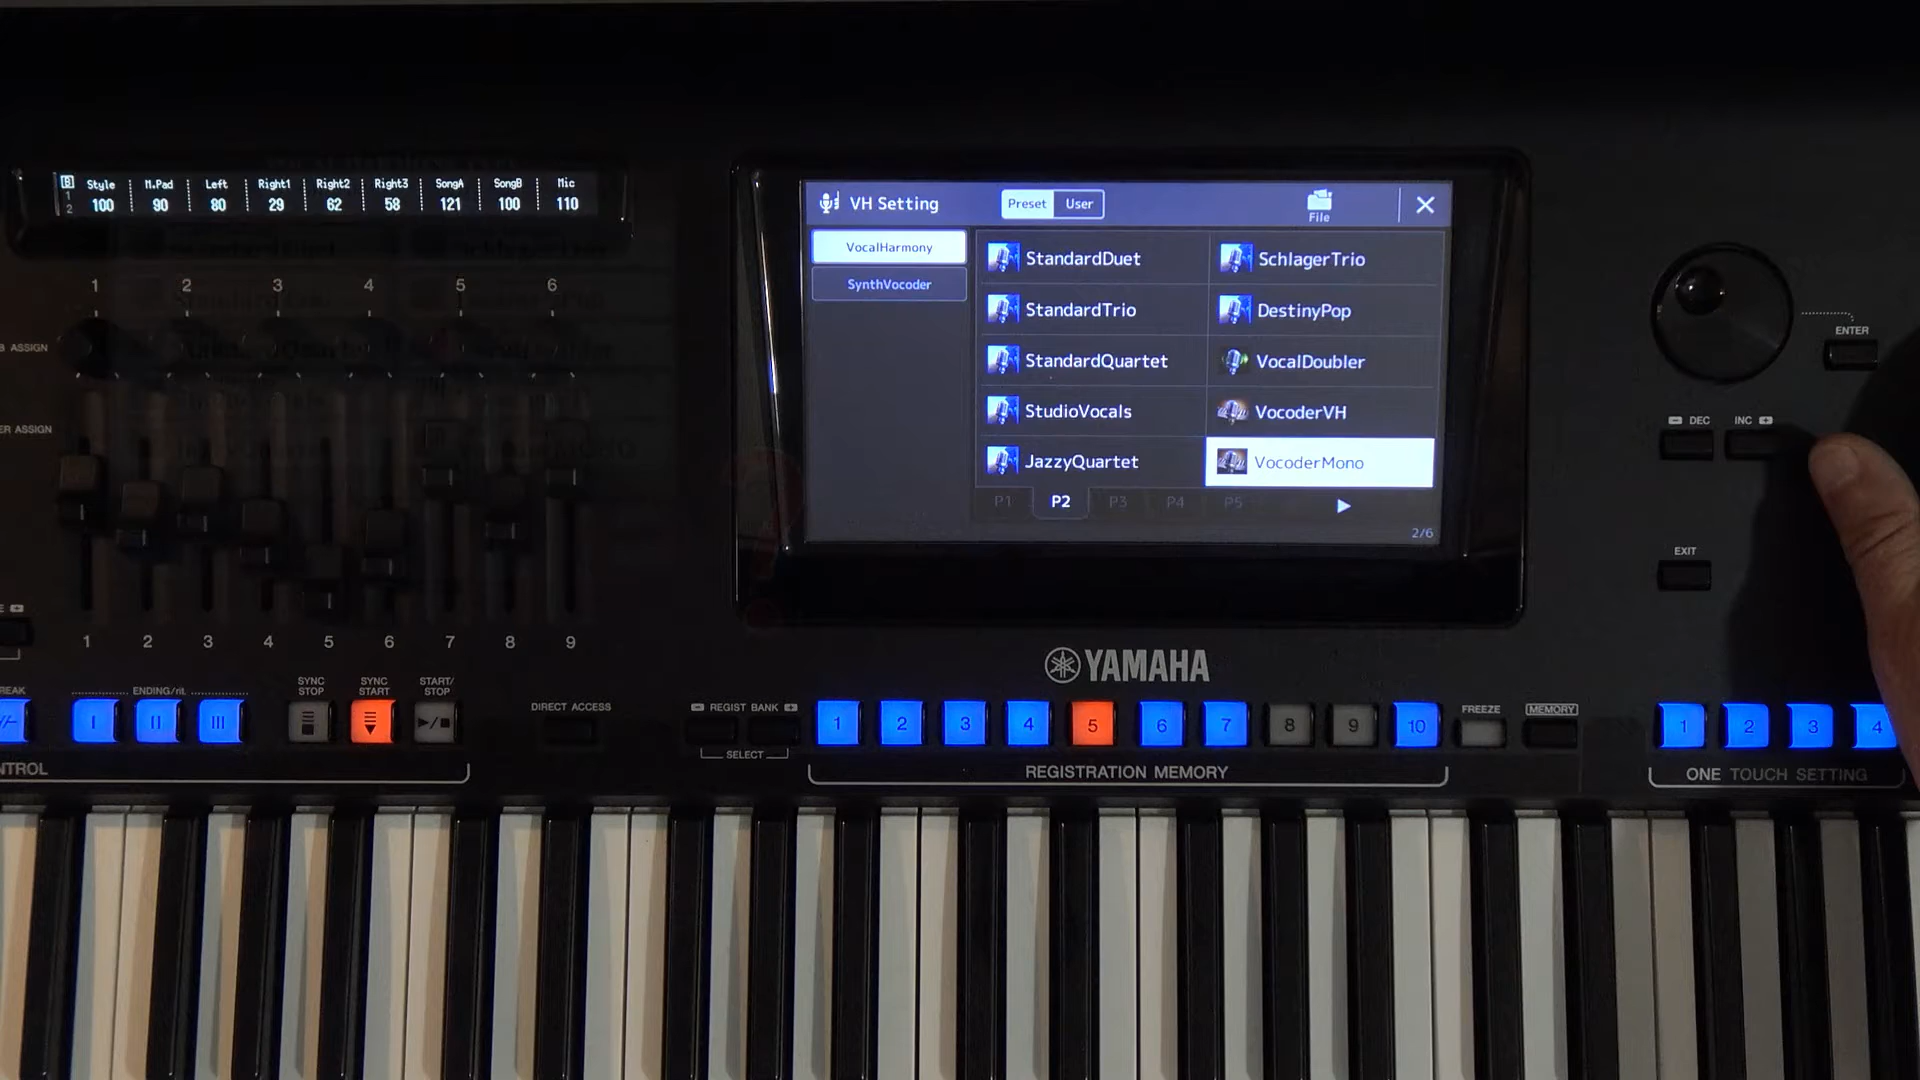 Style M.Pad Left Right1 Right2 Right3 SongA SongB Mic
1
2
100 90 80 29 62 58 121 100 110
VH Setting Preset User File
VocalHarmony
SynthVocoder
StandardDuet SchlagerTrio
StandardTrio DestinyPop
StandardQuartet VocalDoubler
StudioVocals VocoderVH
JazzyQuartet VocoderMono
P1 P2 P3 P4 P5
2/6
1 2 3 4 5 6
B ASSIGN
ER ASSIGN
ENTER
DEC INC
EXIT
1 2 3 4 5 6 7 8 9
YAMAHA
REAK
ENDING/rit.
I II III
SYNC STOP
SYNC START
START/STOP
DIRECT ACCESS
REGIST BANK
SELECT
1 2 3 4 5 6 7 8 9 10
FREEZE
MEMORY
1 2 3 4
NTROL
REGISTRATION MEMORY
ONE TOUCH SETTING